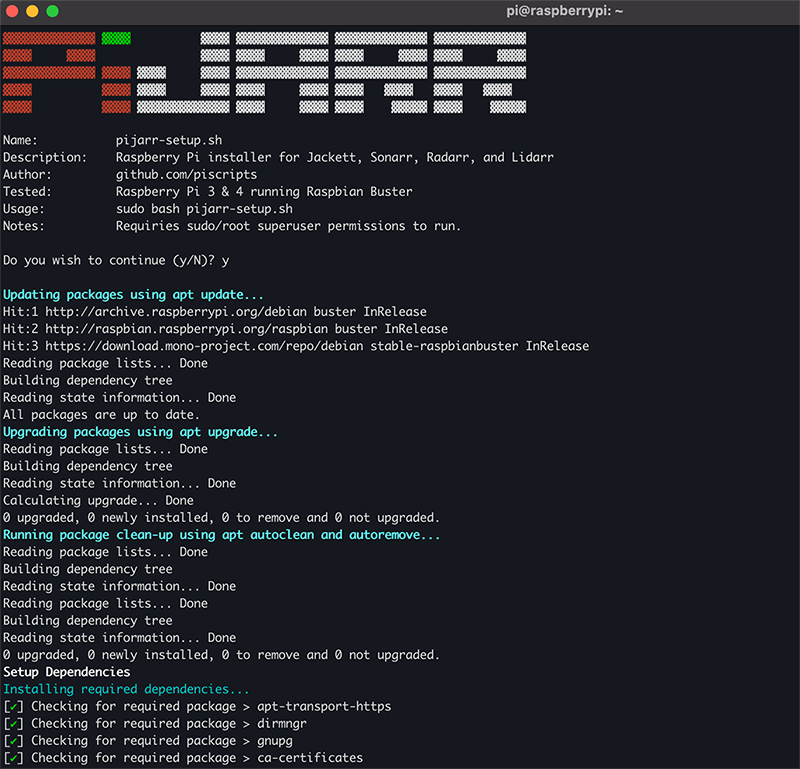 pi@raspberrypi: ~
PiJARR
Name: pijarr-setup.sh
Description: Raspberry Pi installer for Jackett, Sonarr, Radarr, and Lidarr
Author: github.com/piscripts
Tested: Raspberry Pi 3 & 4 running Raspbian Buster
Usage: sudo bash pijarr-setup.sh
Notes: Requiries sudo/root superuser permissions to run.
Do you wish to continue (y/N)? y
Updating packages using apt update...
Hit:1 http://archive.raspberrypi.org/debian buster InRelease
Hit:2 http://raspbian.raspberrypi.org/raspbian buster InRelease
Hit:3 https://download.mono-project.com/repo/debian stable-raspbianbuster InRelease
Reading package lists... Done
Building dependency tree
Reading state information... Done
All packages are up to date.
Upgrading packages using apt upgrade...
Reading package lists... Done
Building dependency tree
Reading state information... Done
Calculating upgrade... Done
0 upgraded, 0 newly installed, 0 to remove and 0 not upgraded.
Running package clean-up using apt autoclean and autoremove...
Reading package lists... Done
Building dependency tree
Reading state information... Done
Reading package lists... Done
Building dependency tree
Reading state information... Done
0 upgraded, 0 newly installed, 0 to remove and 0 not upgraded.
Setup Dependencies
Installing required dependencies...
[✔] Checking for required package > apt-transport-https
[✔] Checking for required package > dirmngr
[✔] Checking for required package > gnupg
[✔] Checking for required package > ca-certificates